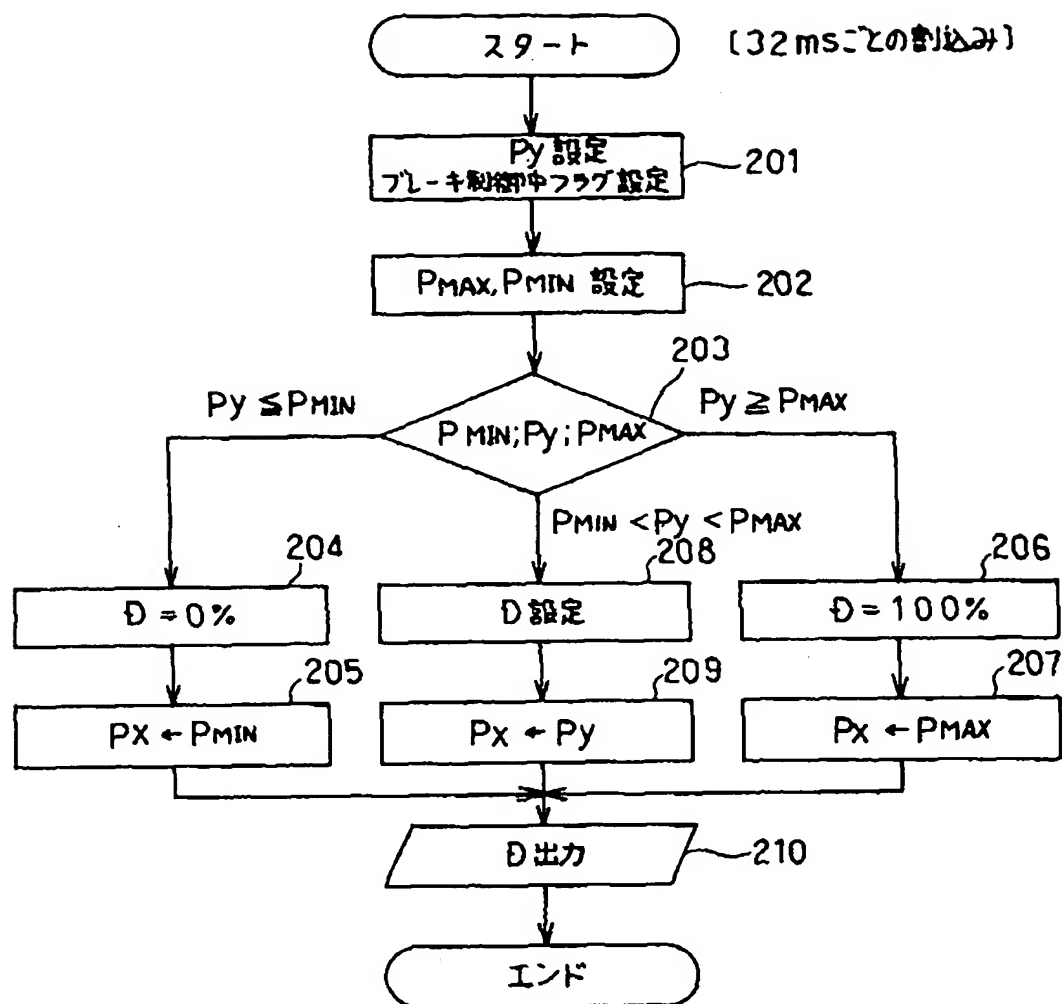 スタート
[32msごとの割込み]
Py 設定
ブレーキ制御中フラグ設定
201
PMAX, PMIN 設定
202
203
Py ≦ PMIN
PMIN; Py; PMAX
Py ≧ PMAX
PMIN < Py < PMAX
204
D = 0%
208
D 設定
206
D = 100%
205
PX ← PMIN
209
PX ← Py
207
PX ← PMAX
D 出力
210
エンド